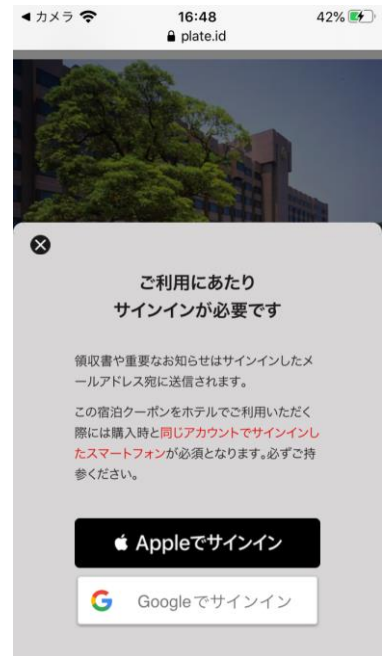 ◀ カメラ 16:48 42%
plate.id
ご利用にあたり
サインインが必要です
領収書や重要なお知らせはサインインしたメ
ールアドレス宛に送信されます。
この宿泊クーポンをホテルでご利用いただく
際には購入時と同じアカウントでサインインし
たスマートフォンが必須となります。必ずご持
参ください。
Appleでサインイン
Googleでサインイン